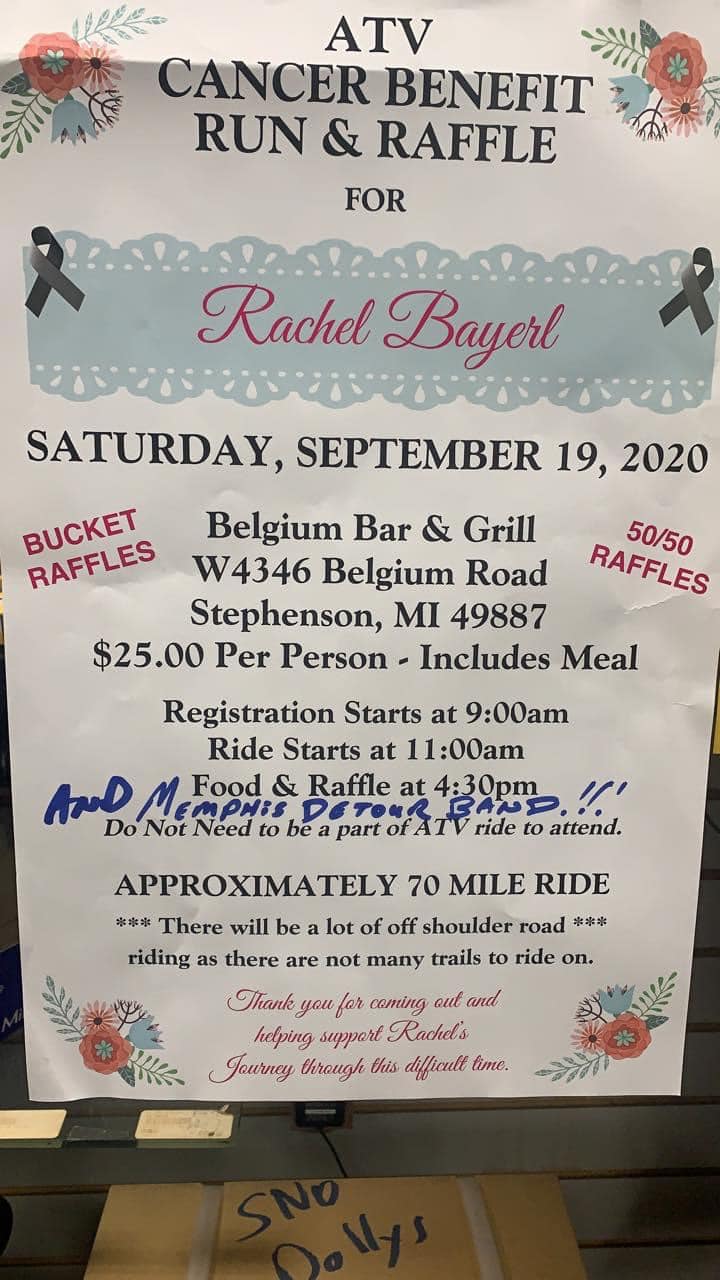 ATV
CANCER BENEFIT
RUN & RAFFLE
FOR
Rachel Bayerl
SATURDAY, SEPTEMBER 19, 2020
BUCKET
RAFFLES
Belgium Bar & Grill
W4346 Belgium Road
Stephenson, MI 49887
$25.00 Per Person - Includes Meal
50/50
RAFFLES
Registration Starts at 9:00am
Ride Starts at 11:00am
Food & Raffle at 4:30pm
AND MEMPHIS DETOUR BAND.!!!
Do Not Need to be a part of ATV ride to attend.
APPROXIMATELY 70 MILE RIDE
*** There will be a lot of off shoulder road ***
riding as there are not many trails to ride on.
Thank you for coming out and
helping support Rachel's
Journey through this difficult time.
SNO
Dollys